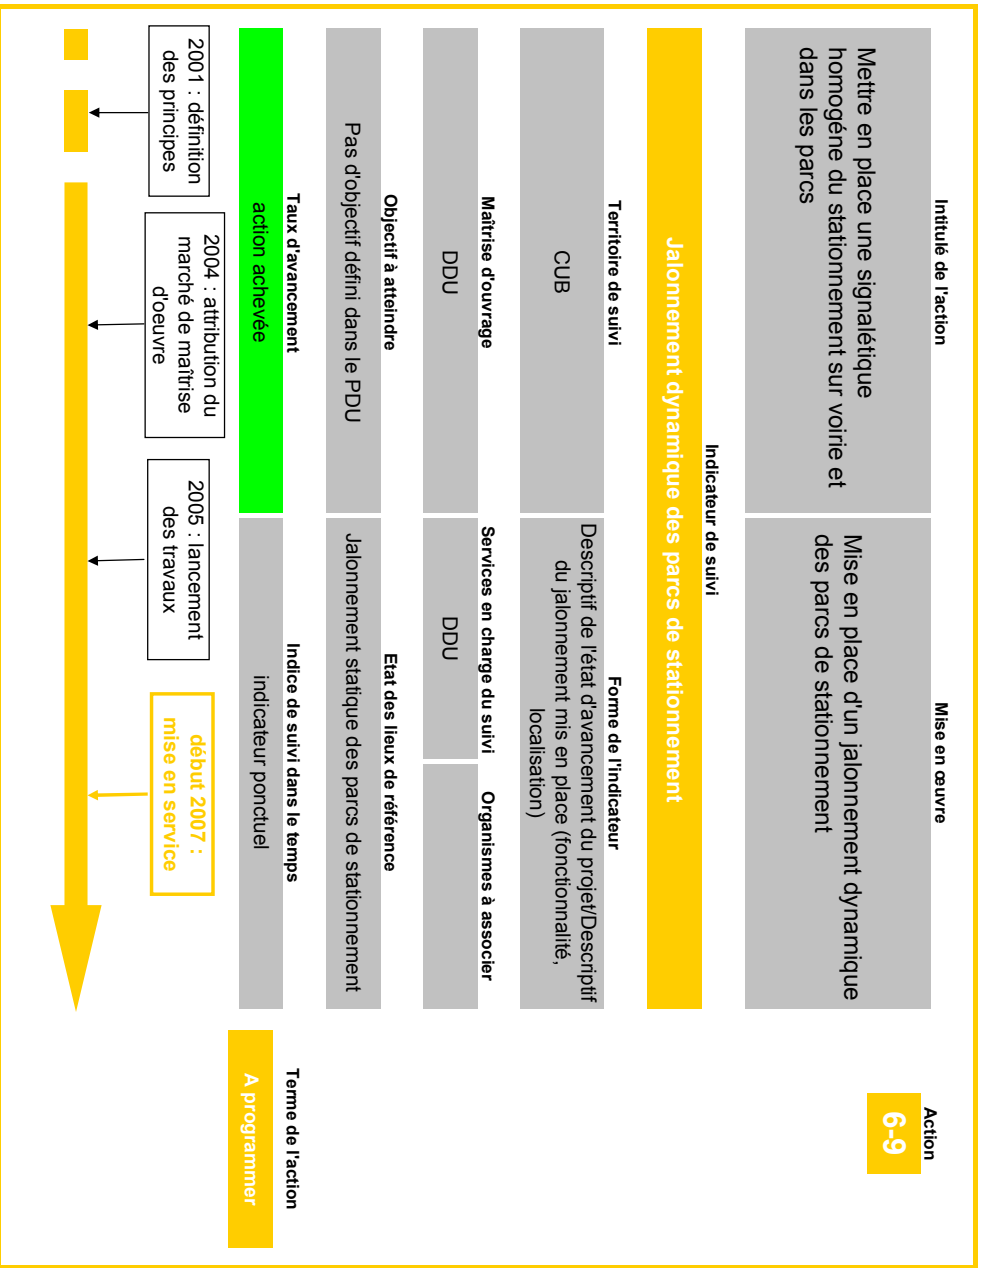 Action
6-9
Intitulé de l'action
Mettre en place une signalétique
homogéne du stationnement sur voirie et
dans les parcs
Mise en œuvre
Mise en place d'un jalonnement dynamique
des parcs de stationnement
Indicateur de suivi
Jalonnement dynamique des parcs de stationnement
Territoire de suivi
CUB
Forme de l'indicateur
Descriptif de l'état d'avancement du projet/Descriptif
du jalonnement mis en place (fonctionnalité,
localisation)
Maîtrise d'ouvrage
DDU
Services en charge du suivi
DDU
Organismes à associer
Objectif à atteindre
Pas d'objectif défini dans le PDU
Etat des lieux de référence
Jalonnement statique des parcs de stationnement
Taux d'avancement
action achevée
Indice de suivi dans le temps
indicateur ponctuel
Terme de l'action
A programmer
2001 : définition
des principes
2004 : attribution du
marché de maîtrise
d'oeuvre
2005 : lancement
des travaux
début 2007 :
mise en service